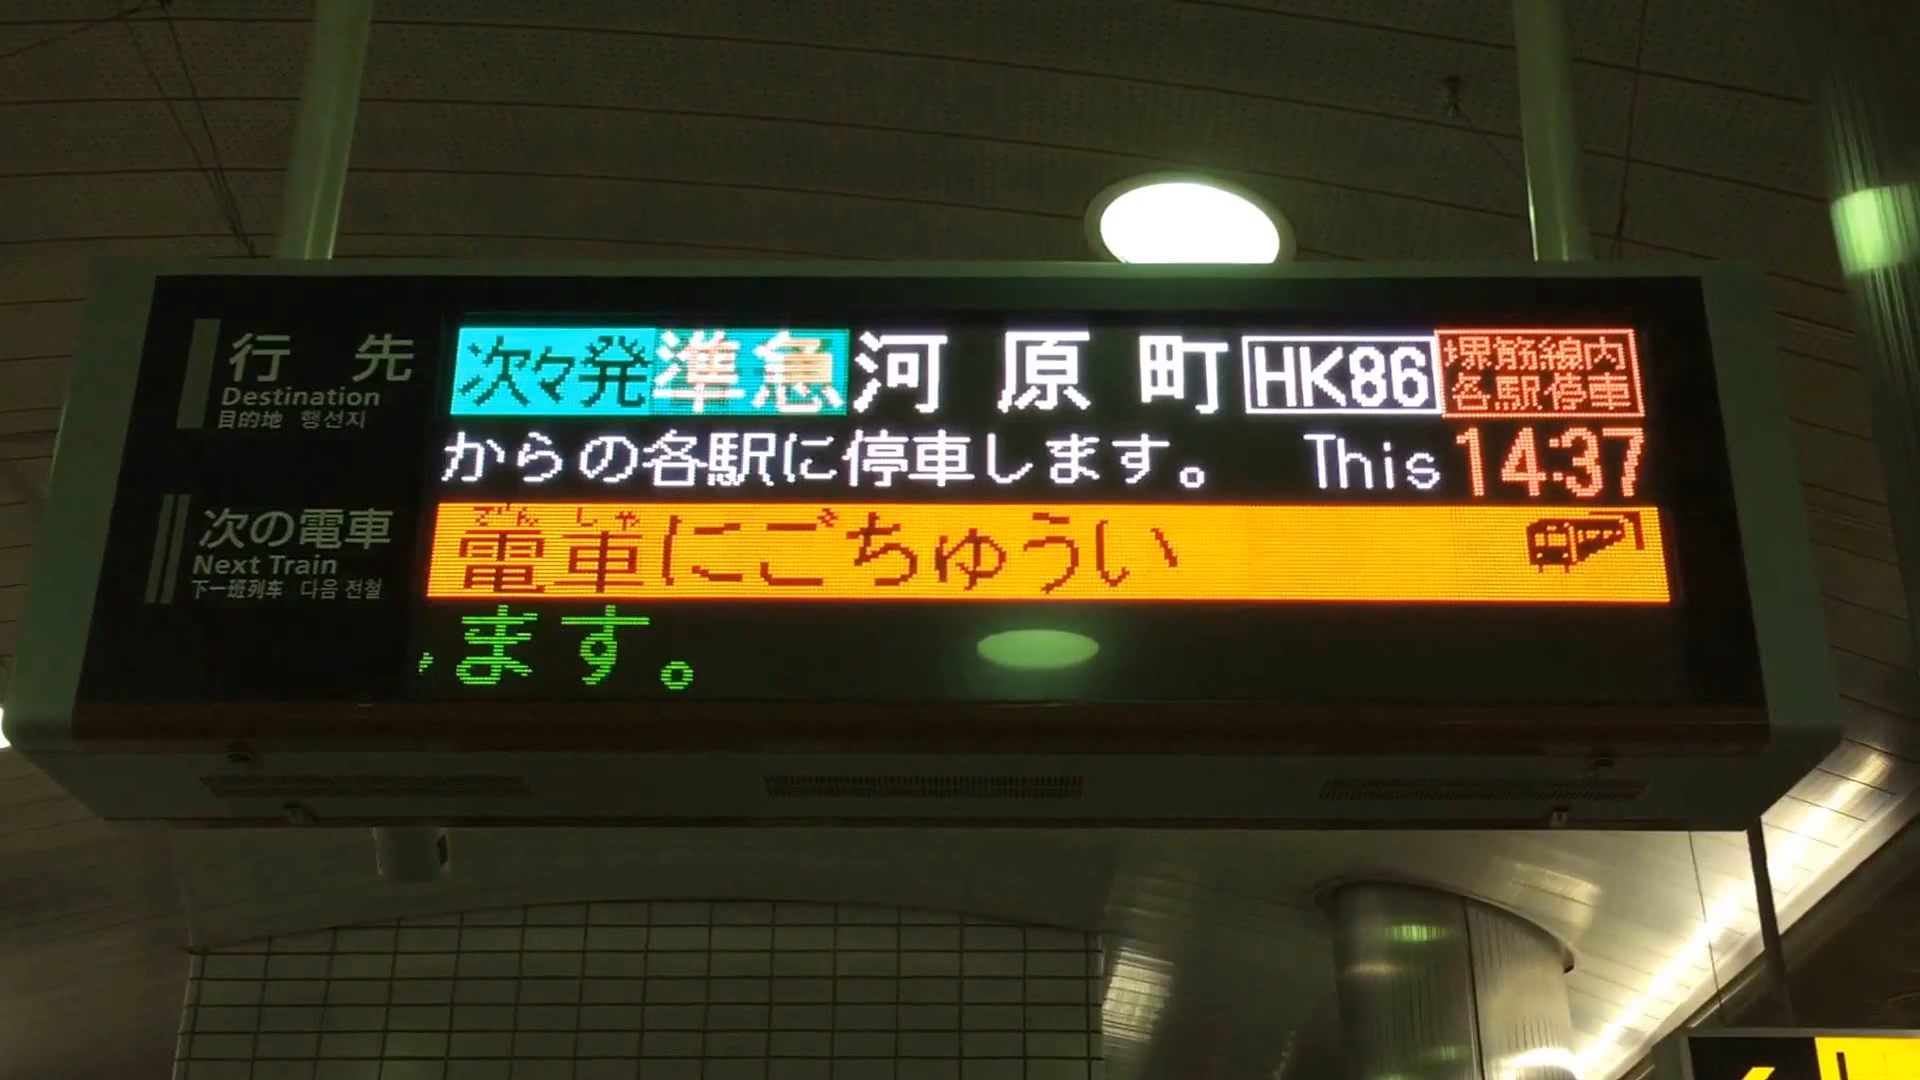 行先
Destination
目的地 행선지
次々発 準急 河原町 HK86 堺筋線内
各駅停車
からの各駅に停車します。 This 14:37
次の電車
Next Train
下一班列车 다음 전철
でんしゃ
電車にごちゅうい
ます。